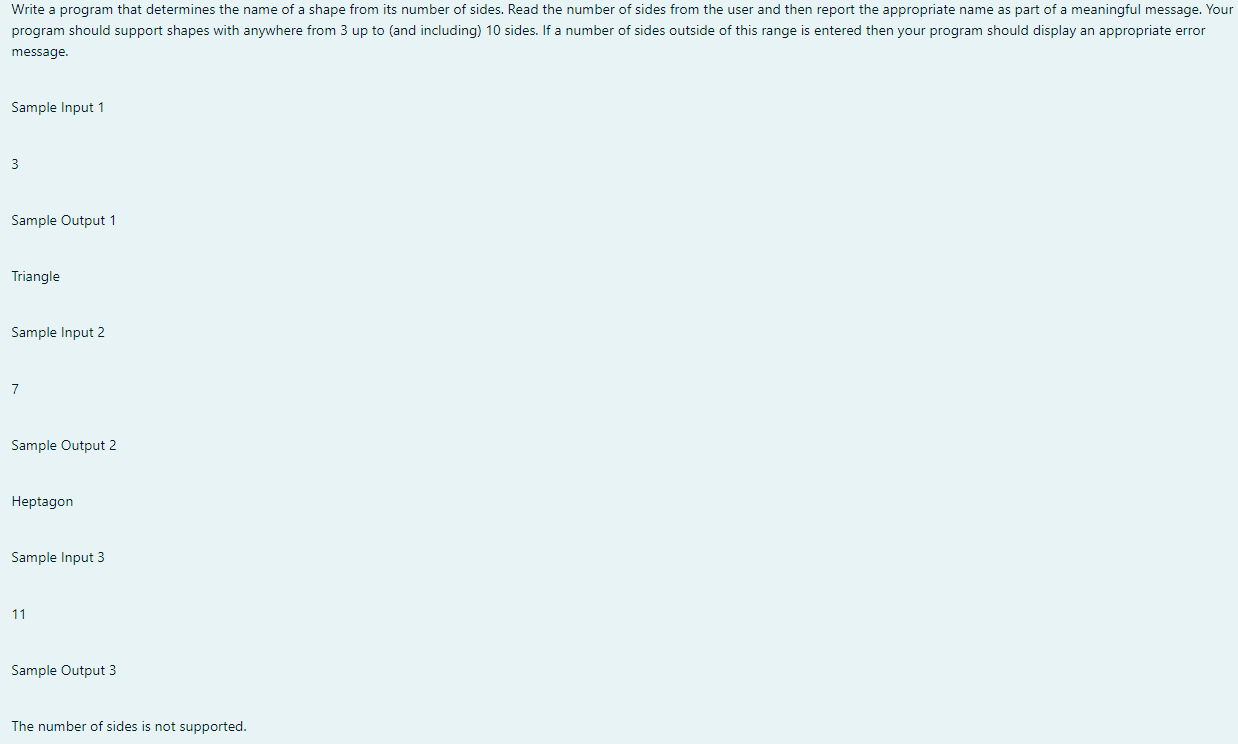 Write a program that determines the name of a shape from its number of sides. Read the number of sides from the user and then report the appropriate name as part of a meaningful message. Your
program should support shapes with anywhere from 3 up to (and including) 10 sides. If a number of sides outside of this range is entered then your program should display an appropriate error
message.
Sample Input 1
3
Sample Output 1
Triangle
Sample Input 2
7
Sample Output 2
Heptagon
Sample Input 3
11
Sample Output 3
The number of sides is not supported.